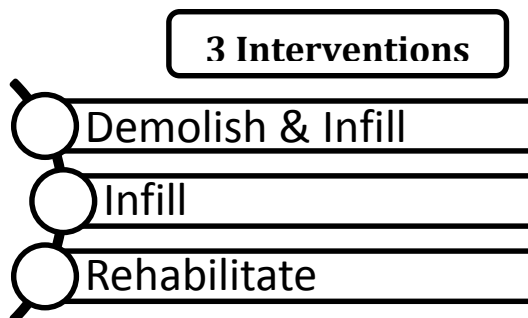 3 Interventions
Demolish & Infill
Infill
Rehabilitate